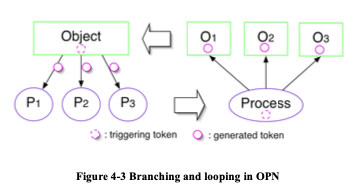 Object
O1 O2 O3
P1 P2 P3
Process
: triggering token : generated token
Figure 4-3 Branching and looping in OPN